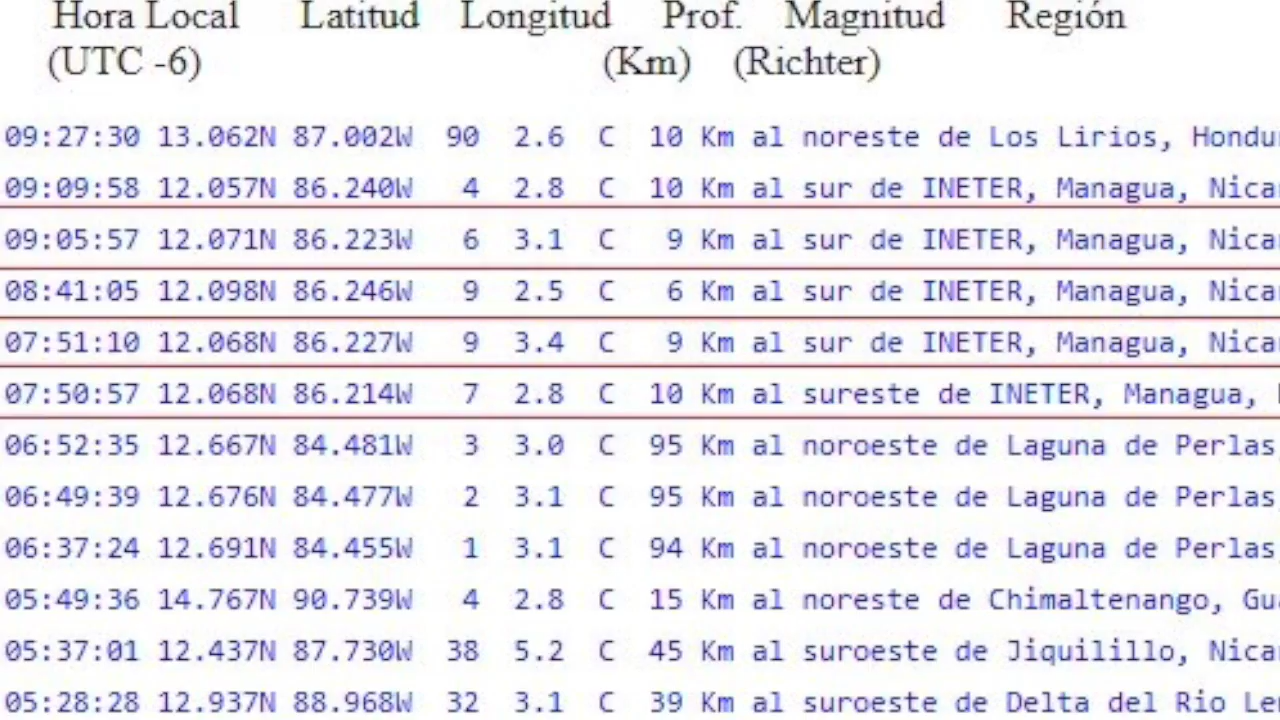 Hora Local Latitud Longitud Prof. Magnitud Región
(UTC -6) (Km) (Richter)
09:27:30 13.062N 87.002W 90 2.6 C 10 Km al noreste de Los Lirios,
09:09:58 12.057N 86.240W 4 2.8 C 10 Km al sur de INETER, Managua,
09:05:57 12.071N 86.223W 6 3.1 C 9 Km al sur de INETER, Managua,
08:41:05 12.098N 86.246W 9 2.5 C 6 Km al sur de INETER, Managua,
07:51:10 12.068N 86.227W 9 3.4 C 9 Km al sur de INETER, Managua,
07:50:57 12.068N 86.214W 7 2.8 C 10 Km al sureste de INETER, Managua,
06:52:35 12.667N 84.481W 3 3.0 C 95 Km al noroeste de Laguna de Perlas,
06:49:39 12.676N 84.477W 2 3.1 C 95 Km al noroeste de Laguna de Perlas,
06:37:24 12.691N 84.455W 1 3.1 C 94 Km al noroeste de Laguna de Perlas,
05:49:36 14.767N 90.739W 4 2.8 C 15 Km al noreste de Chimaltenango,
05:37:01 12.437N 87.730W 38 5.2 C 45 Km al suroeste de Jiquilillo,
05:28:28 12.937N 88.968W 32 3.1 C 39 Km al suroeste de Delta del Rio